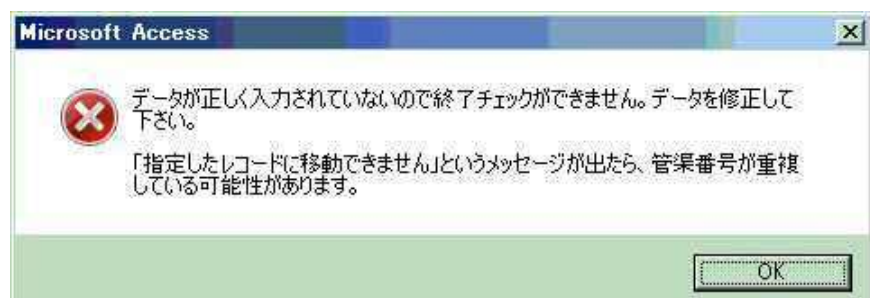 Microsoft Access
データが正しく入力されていないので終了チェックができません。データを修正して
下さい。
「指定したレコードに移動できません」というメッセージが出たら、管渠番号が重複
している可能性があります。
OK